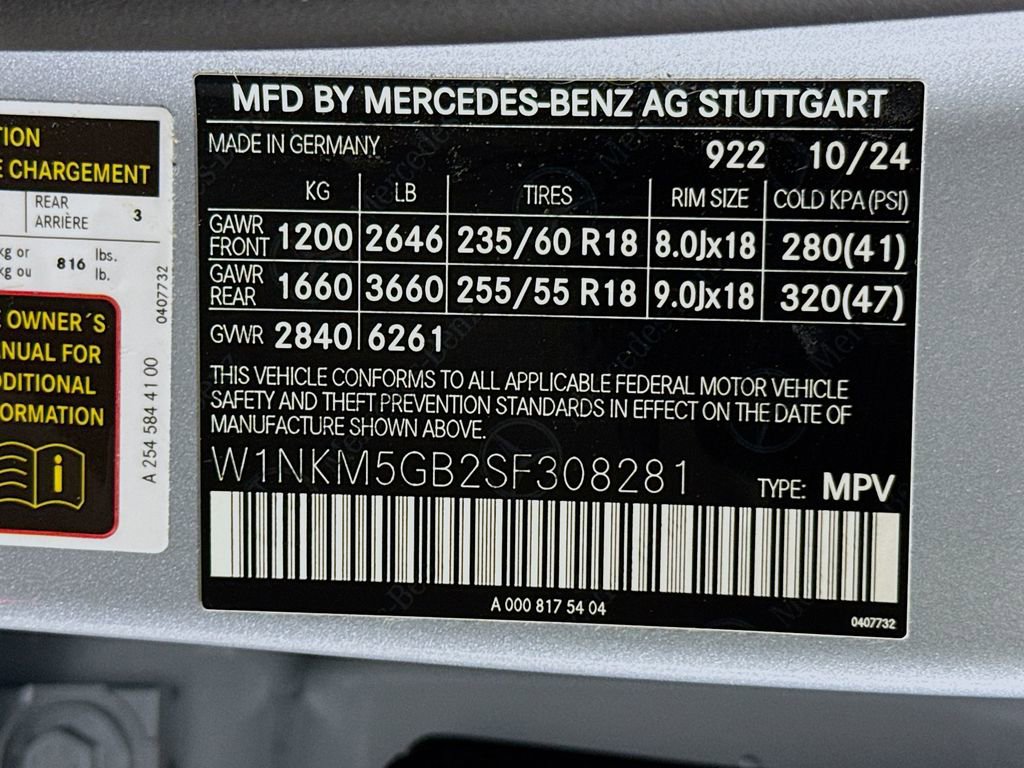 TION
E CHARGEMENT
REAR
ARRIÈRE 3
kg or 816 lbs.
kg ou lb.
0407732
E OWNER´S
ANUAL FOR
DDITIONAL
FORMATION
i
A 254 584 41 00
MFD BY MERCEDES-BENZ AG STUTTGART
MADE IN GERMANY 922 10/24
KG LB TIRES RIM SIZE COLD KPA (PSI)
GAWR FRONT 1200 2646 235/60 R18 8.0Jx18 280(41)
GAWR REAR 1660 3660 255/55 R18 9.0Jx18 320(47)
GVWR 2840 6261
THIS VEHICLE CONFORMS TO ALL APPLICABLE FEDERAL MOTOR VEHICLE
SAFETY AND THEFT PREVENTION STANDARDS IN EFFECT ON THE DATE OF
MANUFACTURE SHOWN ABOVE.
W1NKM5GB2SF308281 TYPE: MPV
A 000 817 54 04
0407732